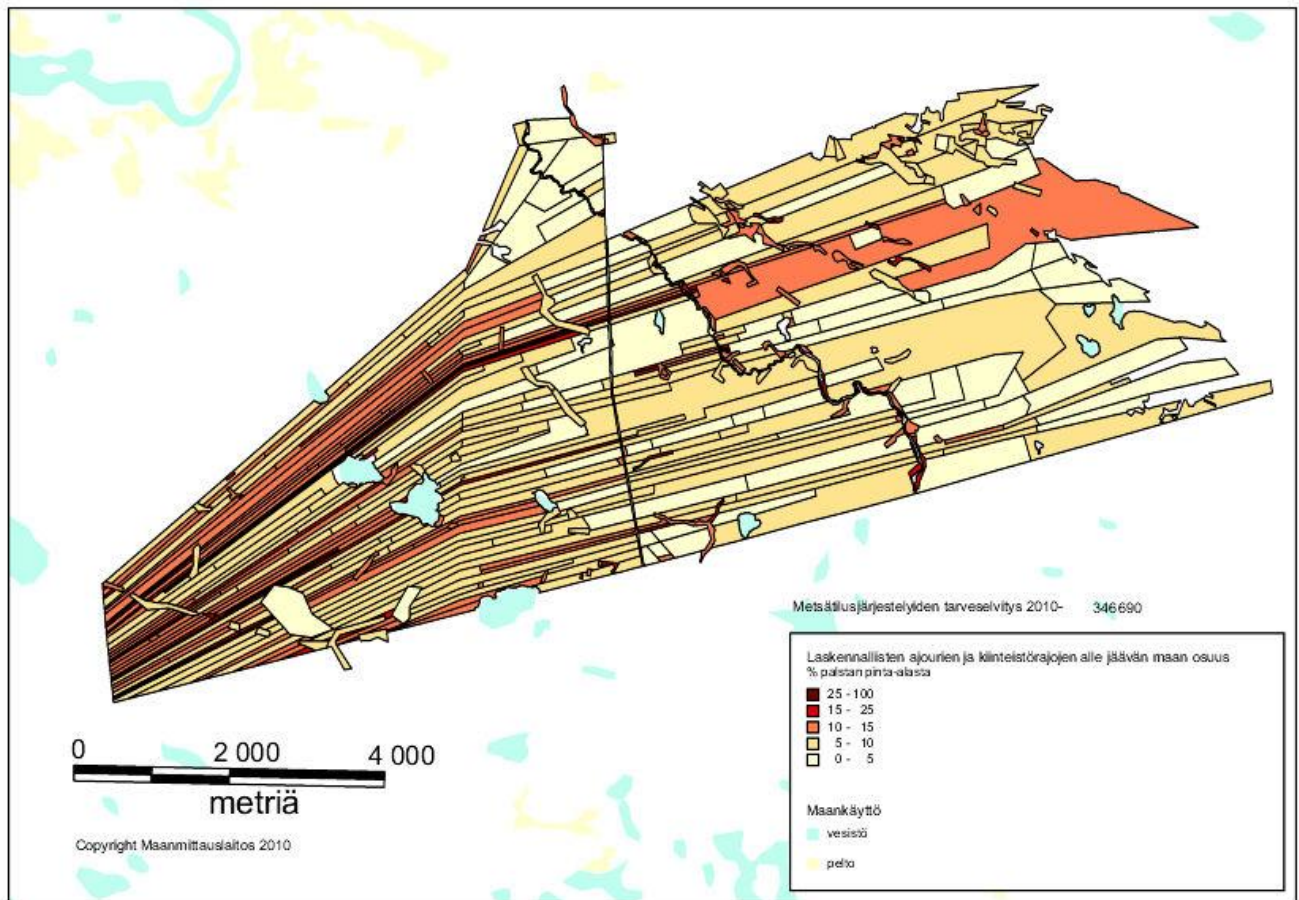 Metsätilusjärjestelyiden tarveselvitys 2010- 346690
Laskennallisten ajourien ja kiinteistörajojen alle jäävän maan osuus
% palstan pinta-alasta
25 - 100
15 - 25
10 - 15
5 - 10
0 - 5
Maankäyttö
vesistö
pelto
0 2 000 4 000
metriä
Copyright Maanmittauslaitos 2010